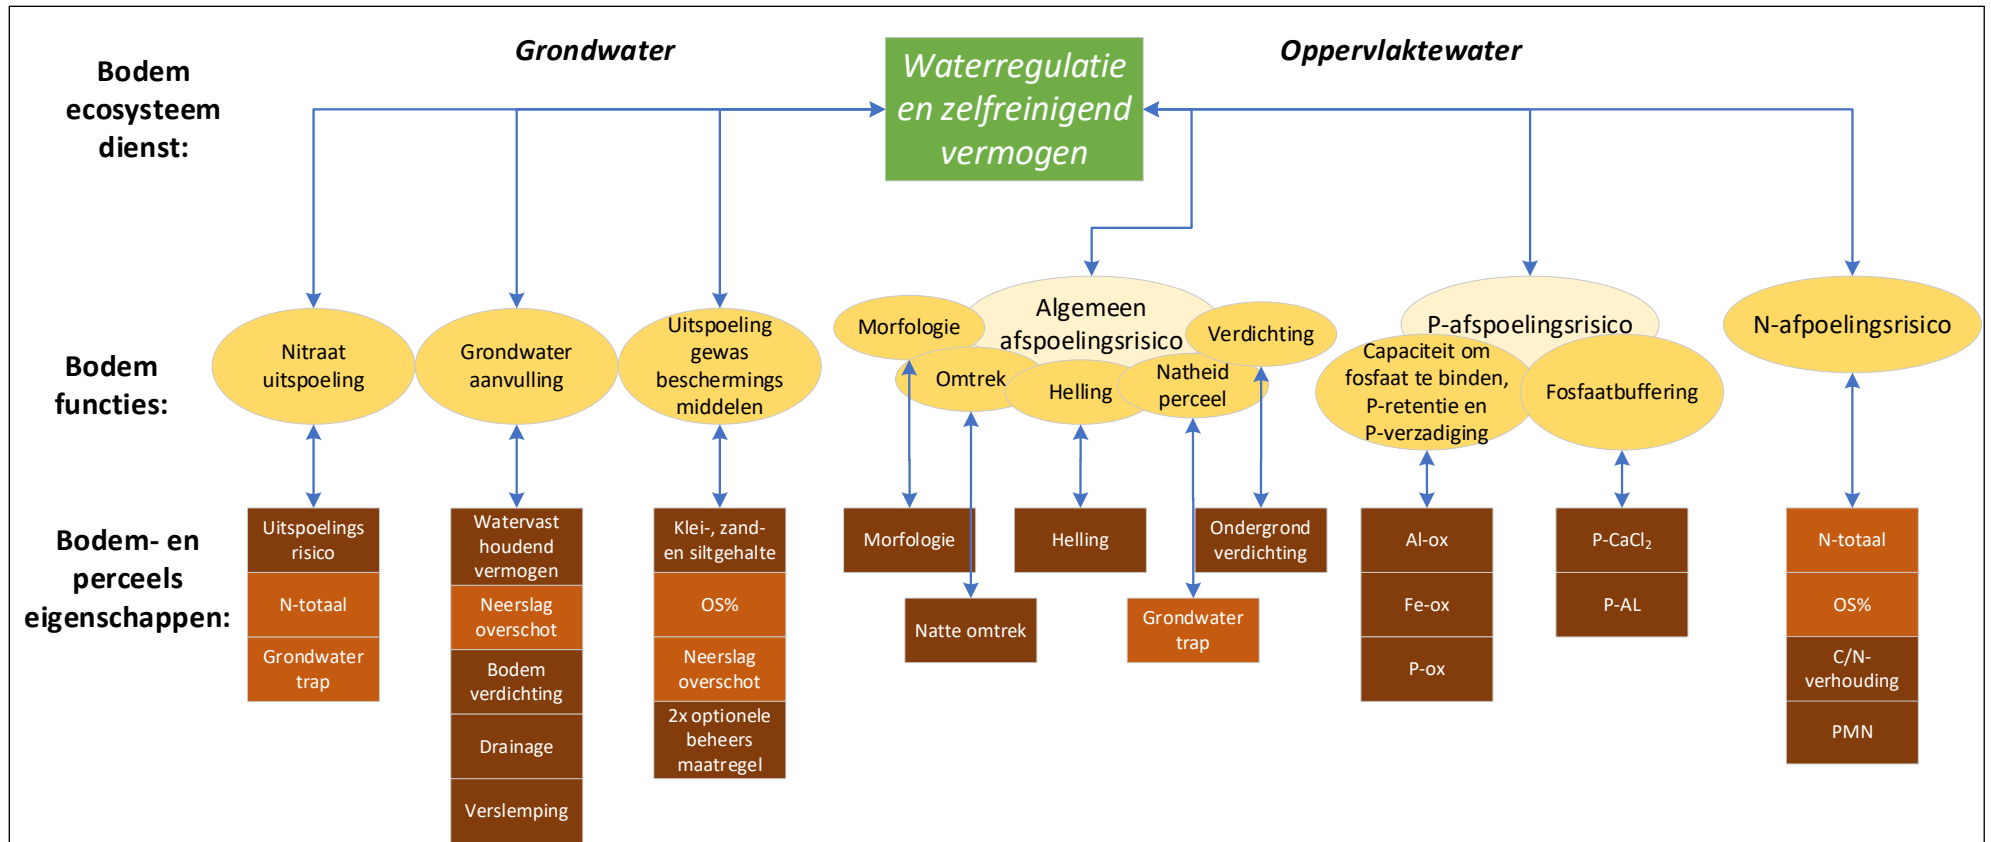 Bodem
ecosysteem
dienst:
Grondwater
Waterregulatie
en zelfreinigend
vermogen
Oppervlaktewater
Bodem
functies:
Nitraat
uitspoeling
Grondwater
aanvulling
Uitspoeling
gewas
beschermings
middelen
Morfologie
Algemeen
afspoelingsrisico
Verdichting
Omtrek
Helling
Natheid
perceel
P-afspoelingsrisico
Capaciteit om
fosfaat te binden,
P-retentie en
P-verzadiging
Fosfaatbuffering
N-afpoelingsrisico
Bodem- en
perceels
eigenschappen:
Uitspoelings
risico
N-totaal
Grondwater
trap
Watervast
houdend
vermogen
Neerslag
overschot
Bodem
verdichting
Drainage
Verslemping
Klei-, zand-
en siltgehalte
OS%
Neerslag
overschot
2x optionele
beheers
maatregel
Morfologie
Natte omtrek
Helling
Grondwater
trap
Ondergrond
verdichting
Al-ox
Fe-ox
P-ox
P-CaCl₂
P-AL
N-totaal
OS%
C/N-
verhouding
PMN